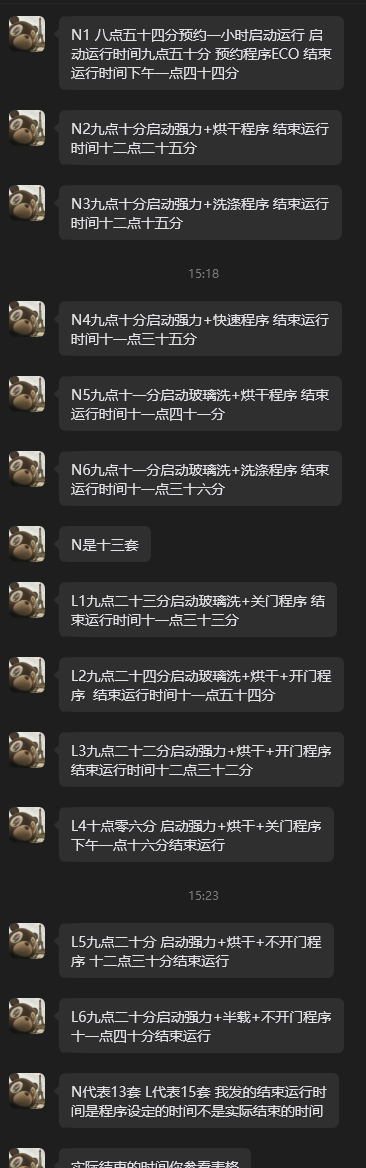 N1 八点五十四分预约一小时启动运行 启
动运行时间九点五十分 预约程序ECO 结束
运行时间下午一点四十四分
N2九点十分启动强力+烘干程序 结束运行
时间十二点二十五分
N3九点十分启动强力+洗涤程序 结束运行
时间十二点十五分
15:18
N4九点十分启动强力+快速程序 结束运行
时间十一点三十五分
N5九点十一分启动玻璃洗+烘干程序 结束
运行时间十一点四十一分
N6九点十一分启动玻璃洗+洗涤程序 结束
运行时间十一点三十六分
N是十三套
L1九点二十三分启动玻璃洗+关门程序 结
束运行时间十一点三十三分
L2九点二十四分启动玻璃洗+烘干+开门程
序 结束运行时间十一点五十四分
L3九点二十二分启动强力+烘干+开门程序
结束运行时间十二点三十二分
L4十点零六分 启动强力+烘干+关门程序
下午一点十六分结束运行
15:23
L5九点二十分 启动强力+烘干+不开门程
序 十二点三十分结束运行
L6九点二十分启动强力+半载+不开门程序
十一点四十分结束运行
N代表13套 L代表15套 我发的结束运行时
间是程序设定的时间不是实际结束的时间
实际结束的时间你参看表格